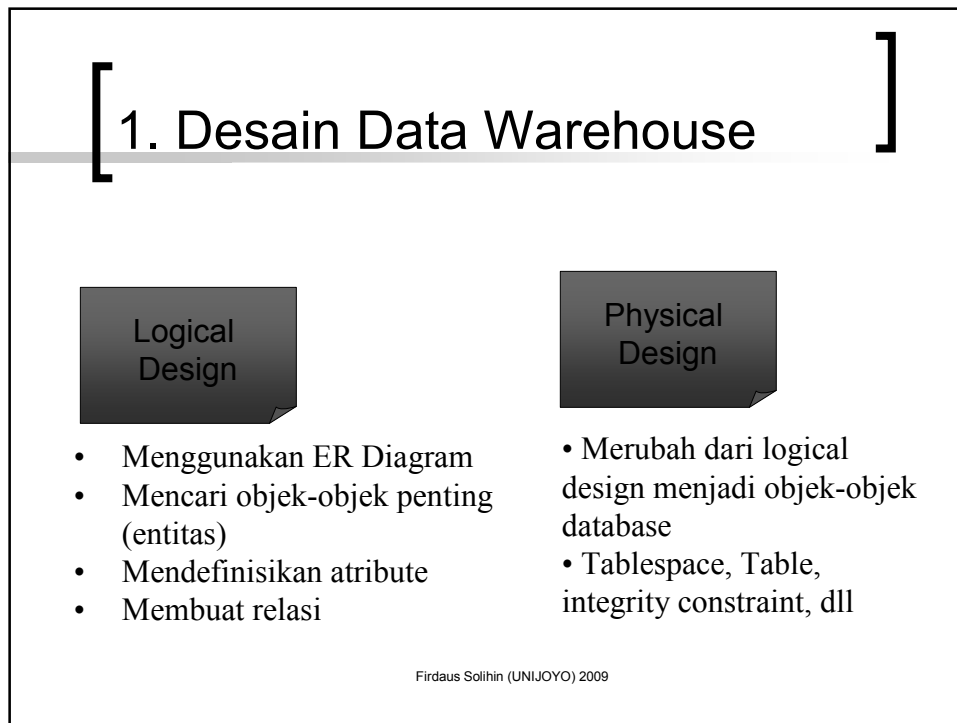 1. Desain Data Warehouse
Logical
Design
• Menggunakan ER Diagram
• Mencari objek-objek penting
(entitas)
• Mendefinisikan atribute
• Membuat relasi
Physical
Design
• Merubah dari logical
design menjadi objek-objek
database
• Tablespace, Table,
integrity constraint, dll
Firdaus Solihin (UNIJOYO) 2009